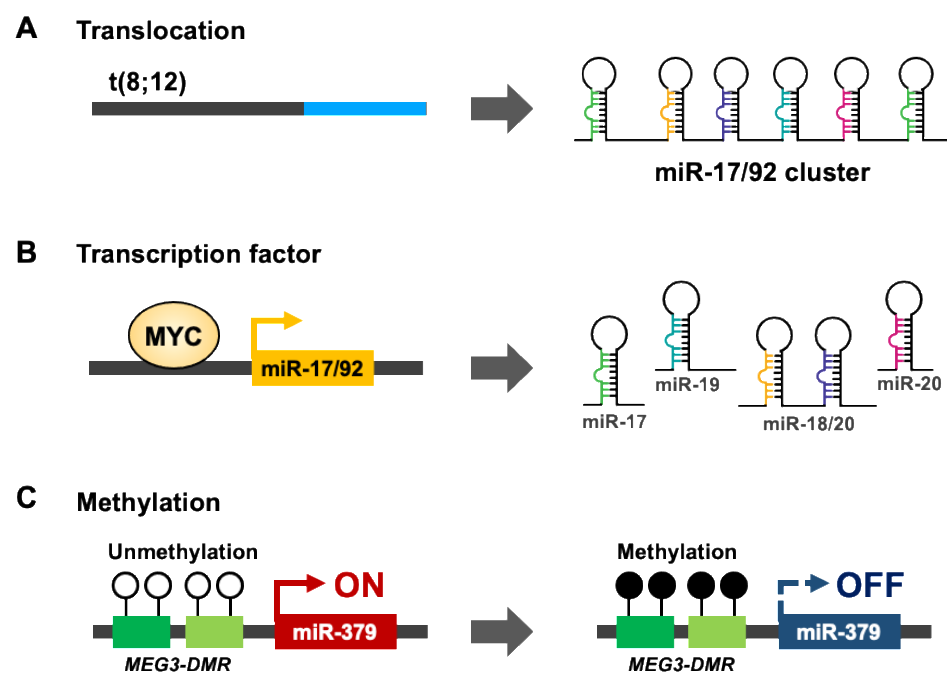 A Translocation
t(8;12)
miR-17/92 cluster
B Transcription factor
MYC
miR-17/92
miR-17
miR-19
miR-18/20
miR-20
C Methylation
Unmethylation
ON
miR-379
MEG3-DMR
Methylation
OFF
miR-379
MEG3-DMR